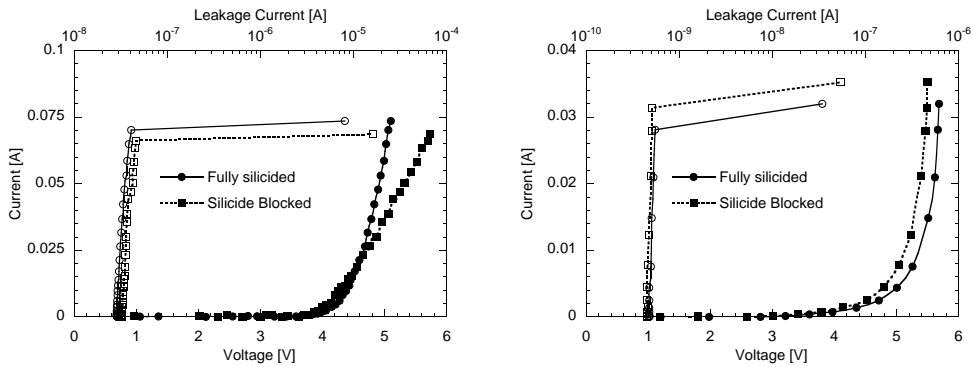 Leakage Current [A]
10-8 10-7 10-6 10-5 10-4
0.1
0.075
0.05
0.025
0
Current [A]
Fully silicided
Silicide Blocked
0 1 2 3 4 5 6
Voltage [V]
Leakage Current [A]
10-10 10-9 10-8 10-7 10-6
0.04
0.03
0.02
0.01
0
Current [A]
Fully silicided
Silicide Blocked
0 1 2 3 4 5 6
Voltage [V]